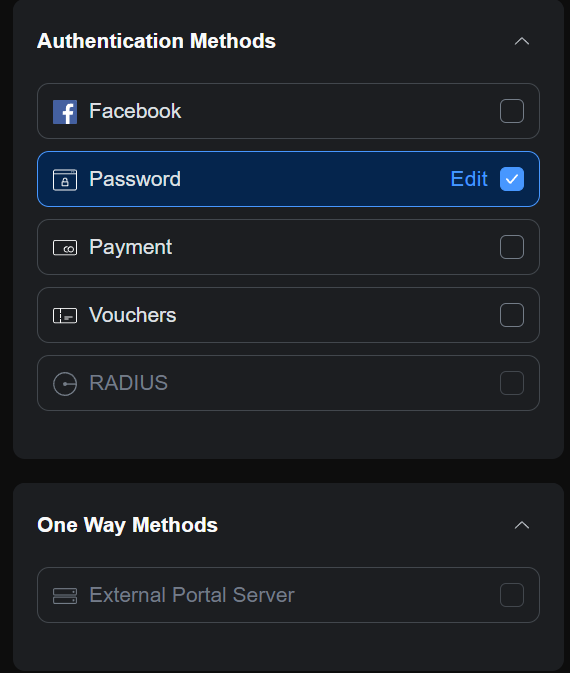 Authentication Methods
Facebook
Password Edit
Payment
Vouchers
RADIUS
One Way Methods
External Portal Server